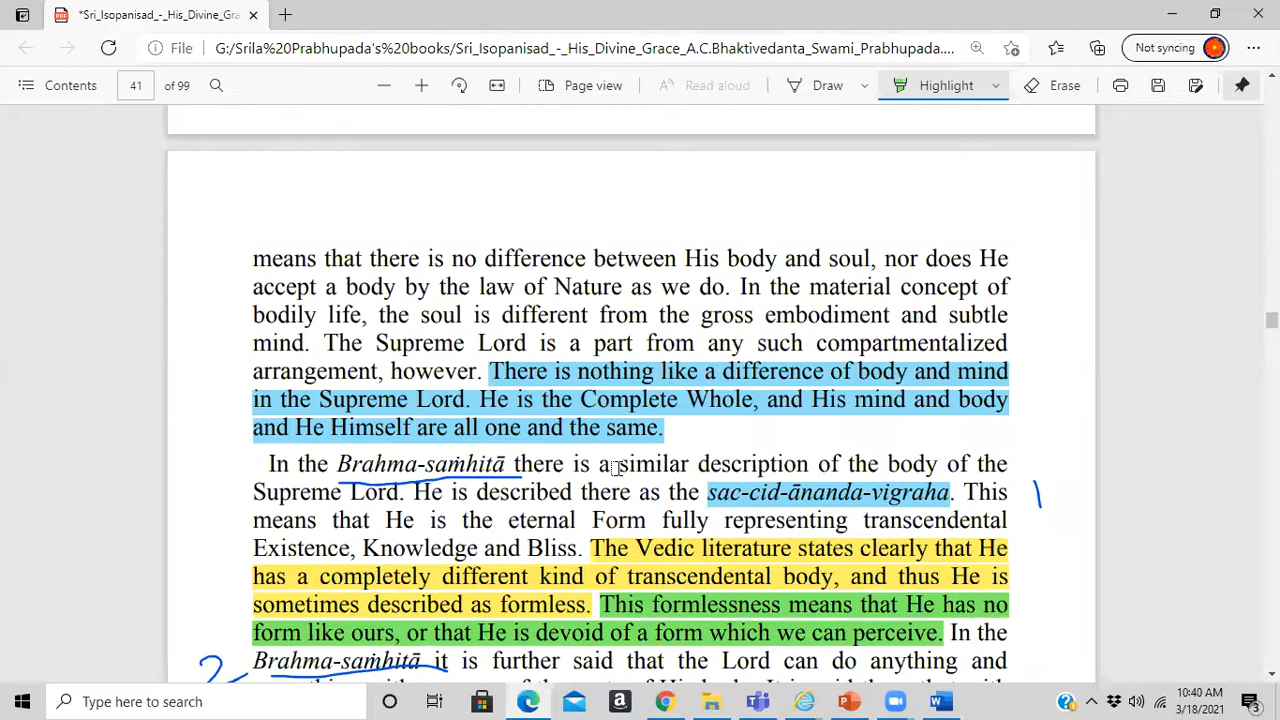 *Sri_Isopanisad_-_His_Divine_Gra
File G:/Srila%20Prabhupada's%20books/Sri_Isopanisad_-_His_Divine_Grace_A.C.Bhaktivedanta_Swami_Prabhupada.... Not syncing
Contents 41 of 99 Page view Read aloud Draw Highlight Erase
means that there is no difference between His body and soul, nor does He
accept a body by the law of Nature as we do. In the material concept of
bodily life, the soul is different from the gross embodiment and subtle
mind. The Supreme Lord is a part from any such compartmentalized
arrangement, however. There is nothing like a difference of body and mind
in the Supreme Lord. He is the Complete Whole, and His mind and body
and He Himself are all one and the same.
In the Brahma-saṁhitā there is a similar description of the body of the
Supreme Lord. He is described there as the sac-cid-ānanda-vigraha. This 1
means that He is the eternal Form fully representing transcendental
Existence, Knowledge and Bliss. The Vedic literature states clearly that He
has a completely different kind of transcendental body, and thus He is
sometimes described as formless. This formlessness means that He has no
form like ours, or that He is devoid of a form which we can perceive. In the
2 Brahma-saṁhitā it is further said that the Lord can do anything and
Type here to search 10:40 AM
3/18/2021